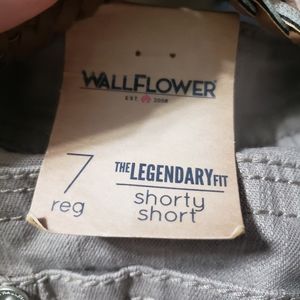 WALLFLOWER
EST. 2008
7
reg
THE LEGENDARY FIT
shorty
short